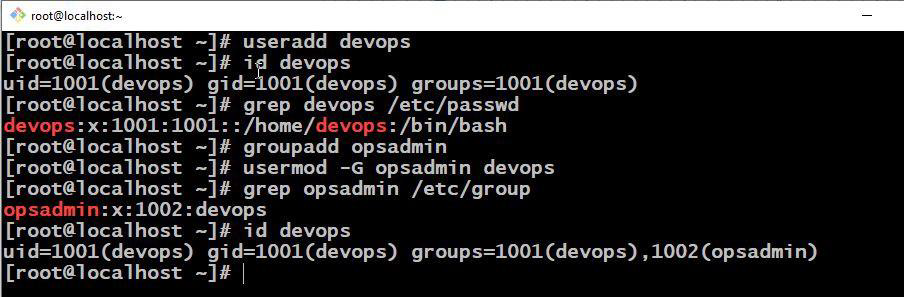 root@localhost:~
[root@localhost ~]# useradd devops
[root@localhost ~]# id devops
uid=1001(devops) gid=1001(devops) groups=1001(devops)
[root@localhost ~]# grep devops /etc/passwd
devops:x:1001:1001::/home/devops:/bin/bash
[root@localhost ~]# groupadd opsadmin
[root@localhost ~]# usermod -G opsadmin devops
[root@localhost ~]# grep opsadmin /etc/group
opsadmin:x:1002:devops
[root@localhost ~]# id devops
uid=1001(devops) gid=1001(devops) groups=1001(devops),1002(opsadmin)
[root@localhost ~]#